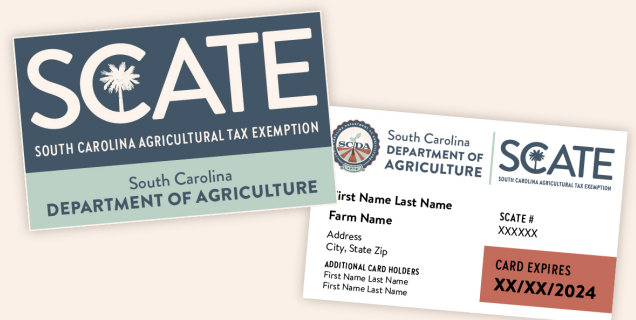 SCATE
SOUTH CAROLINA AGRICULTURAL TAX EXEMPTION
South Carolina
DEPARTMENT OF AGRICULTURE
SCDA
South Carolina
DEPARTMENT OF
AGRICULTURE
SCATE
SOUTH CAROLINA AGRICULTURAL TAX EXEMPTION
First Name Last Name
Farm Name
Address
City, State Zip
ADDITIONAL CARD HOLDERS
First Name Last Name
First Name Last Name
SCATE #
XXXXXX
CARD EXPIRES
XX/XX/2024